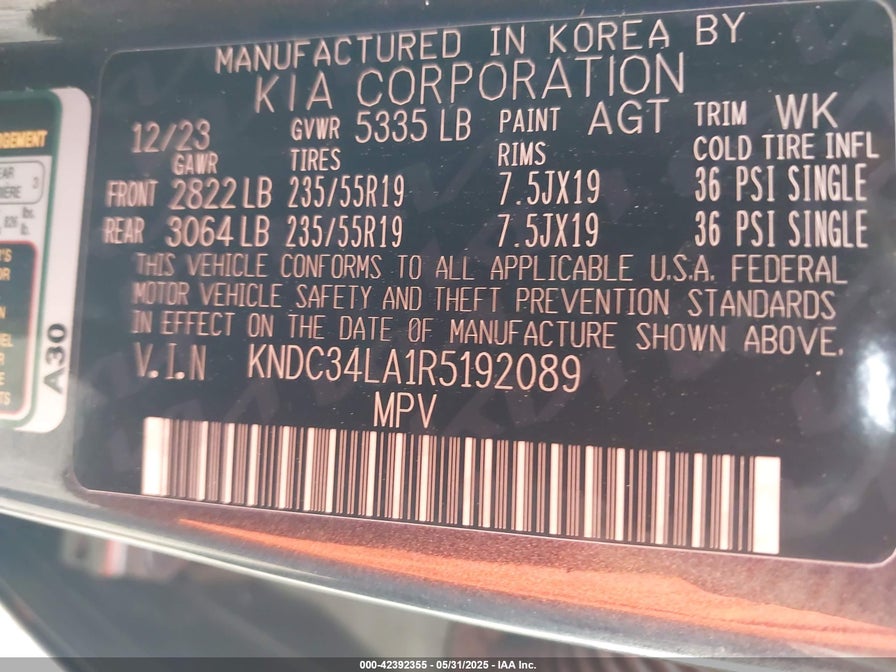 MANUFACTURED IN KOREA BY
KIA CORPORATION
12/23 GVWR 5335 LB PAINT AGT TRIM WK
GAWR TIRES RIMS COLD TIRE INFL
FRONT 2822 LB 235/55R19 7.5JX19 36 PSI SINGLE
REAR 3064 LB 235/55R19 7.5JX19 36 PSI SINGLE
THIS VEHICLE CONFORMS TO ALL APPLICABLE U.S.A. FEDERAL
MOTOR VEHICLE SAFETY AND THEFT PREVENTION STANDARDS
IN EFFECT ON THE DATE OF MANUFACTURE SHOWN ABOVE.
V.I.N KNDC34LA1R5192089
MPV
A30
000-42392355 - 05/31/2025 - IAA Inc.